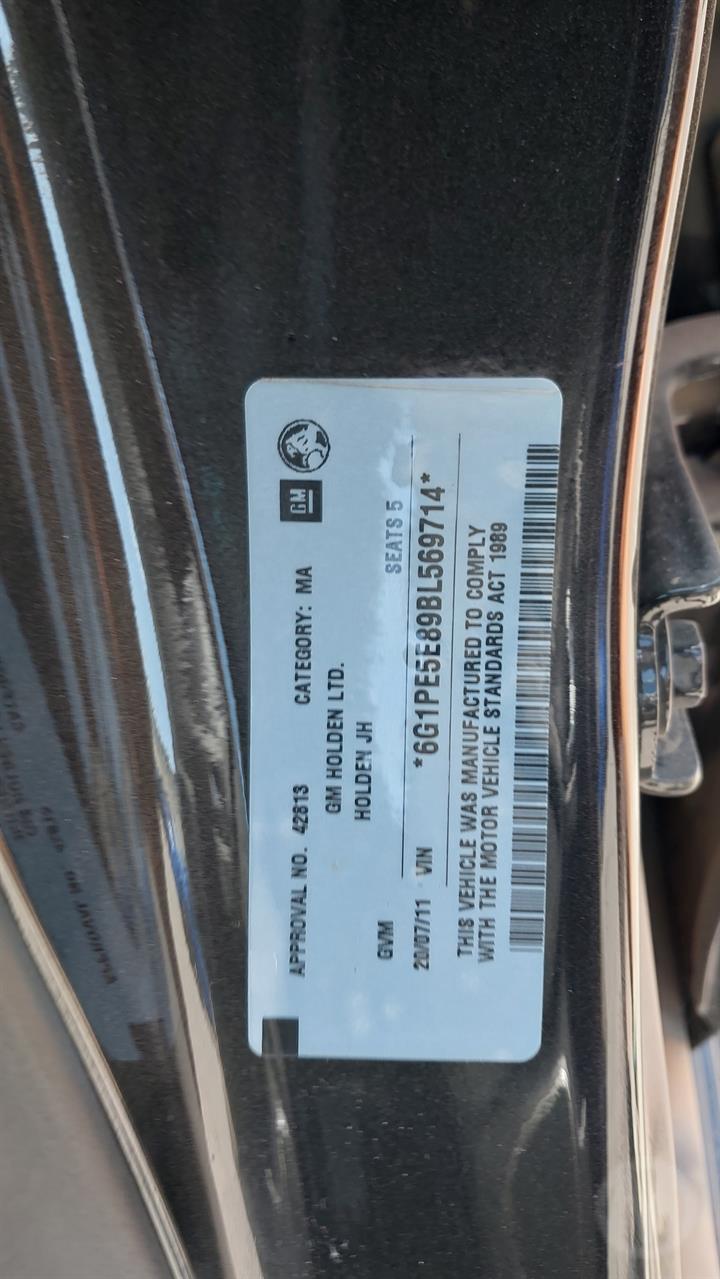 GM
APPROVAL NO. 42813 CATEGORY: MA
GM HOLDEN LTD.
HOLDEN JH
GVM SEATS 5
20/07/11 VIN *6G1PE5E89BL569714*
THIS VEHICLE WAS MANUFACTURED TO COMPLY
WITH THE MOTOR VEHICLE STANDARDS ACT 1989